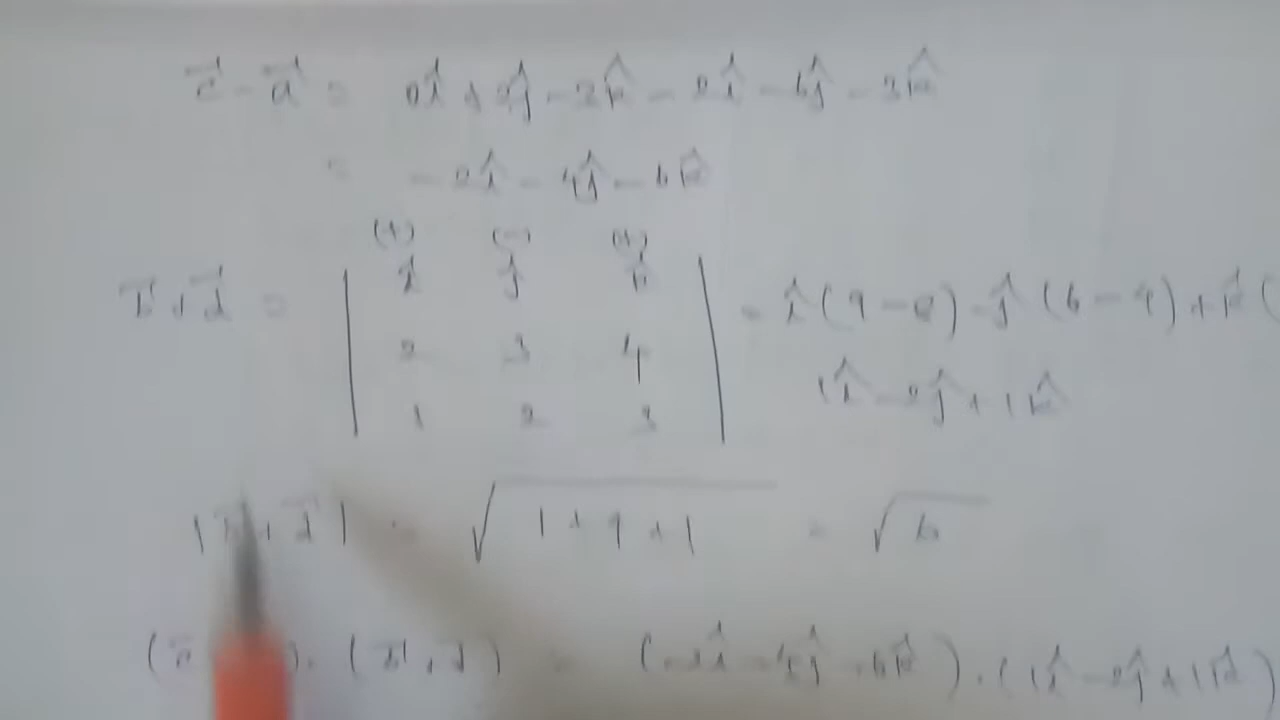 c⃗ - a⃗ = 0î + 2ĵ - 3k̂ - 2î - 6ĵ - 3k̂
= -2î - 4ĵ - 6k̂
(+) (-) (+)
î ĵ k̂
b⃗ × d⃗ = = î(9 - 8) - ĵ(6 - 4) + k̂(
2 3 4
1î - 2ĵ + 1k̂
1 2 3
|b⃗ × d⃗| = √1 + 4 + 1 = √6
). (b⃗ × d⃗) = (-2î - 4ĵ - 6k̂).(1î - 2ĵ + 1k̂)